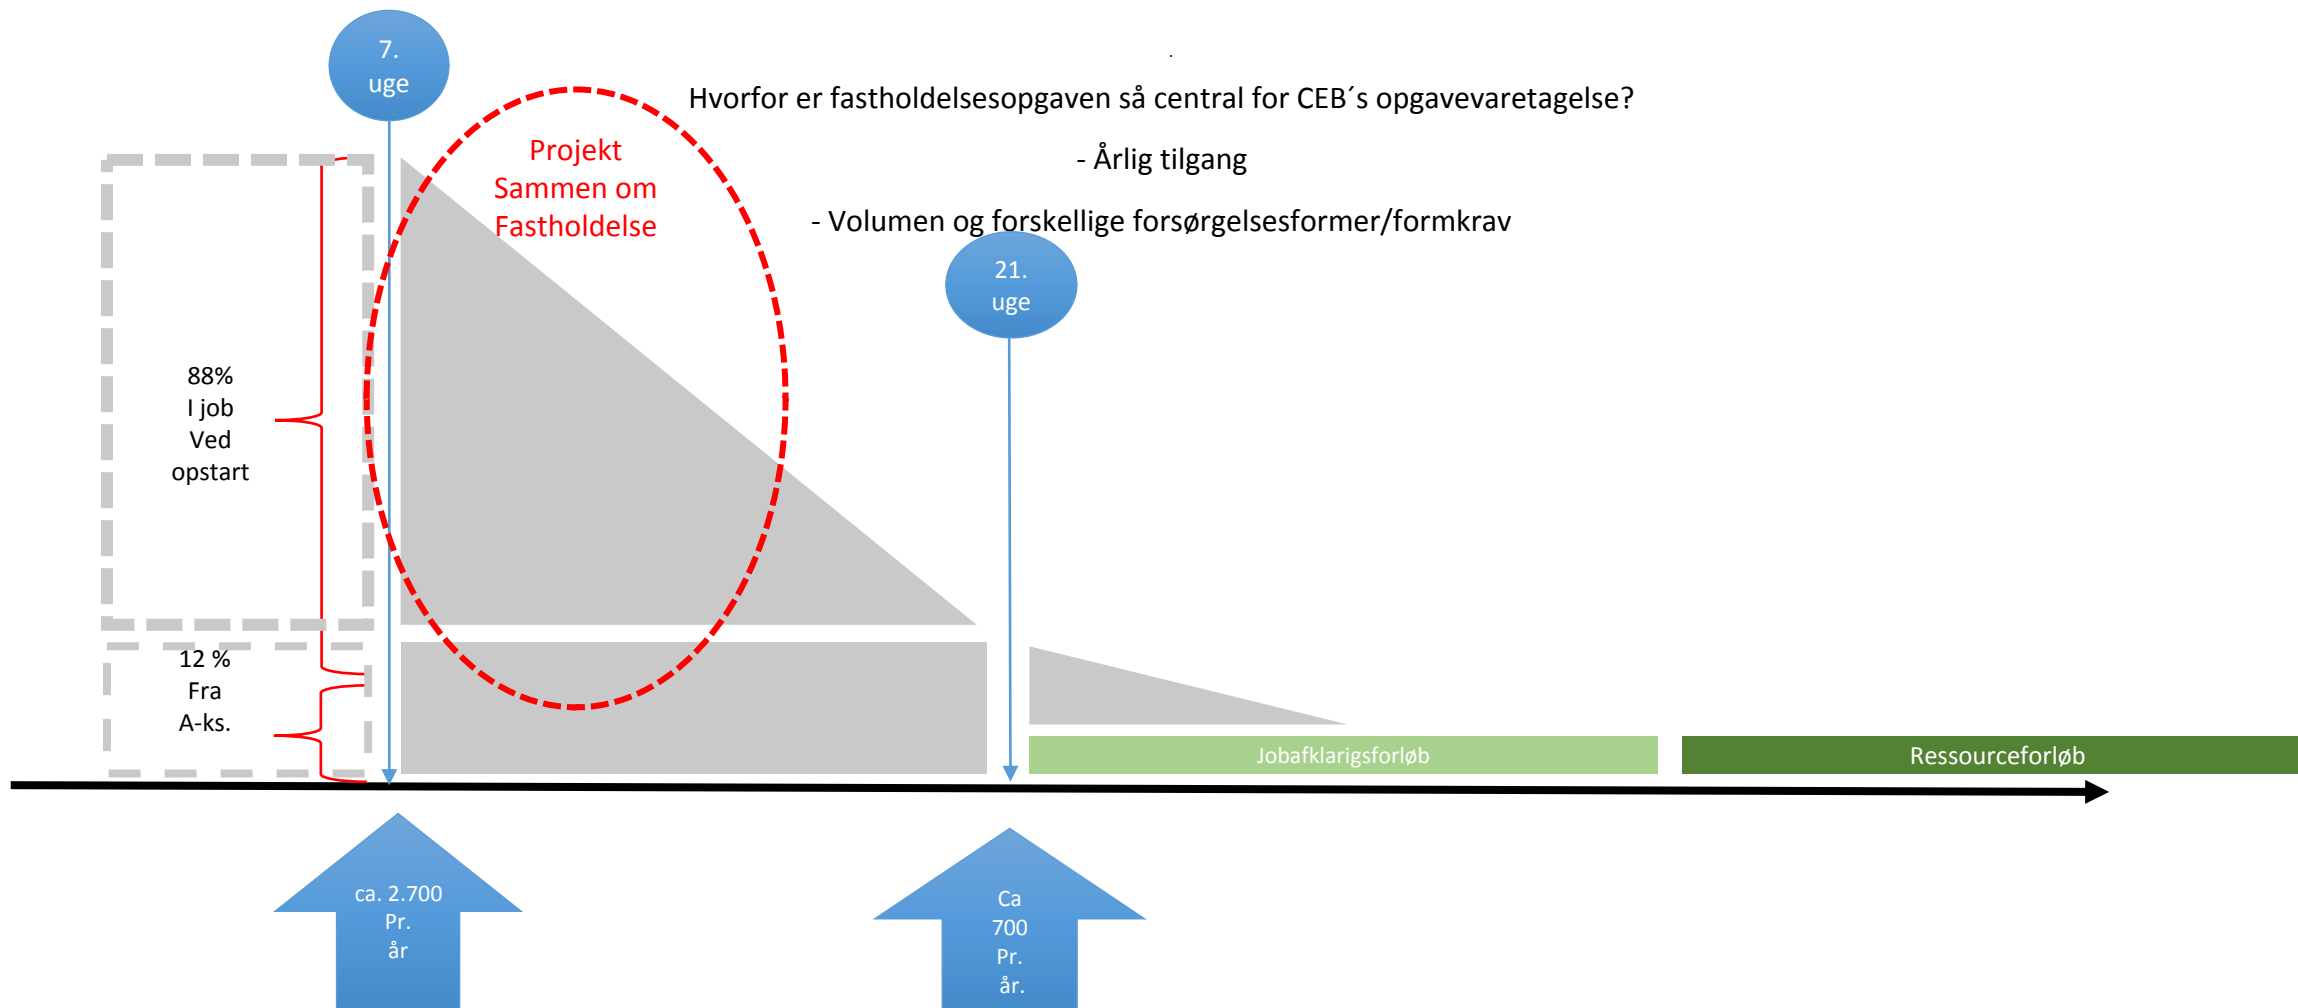 7.
uge
.
Hvorfor er fastholdelsesopgaven så central for CEB´s opgavevaretagelse?
- Årlig tilgang
- Volumen og forskellige forsørgelsesformer/formkrav
Projekt
Sammen om
Fastholdelse
21.
uge
88%
I job
Ved
opstart
12 %
Fra
A-ks.
Jobafklarigsforløb
Ressourceforløb
ca. 2.700
Pr.
år
Ca
700
Pr.
år.